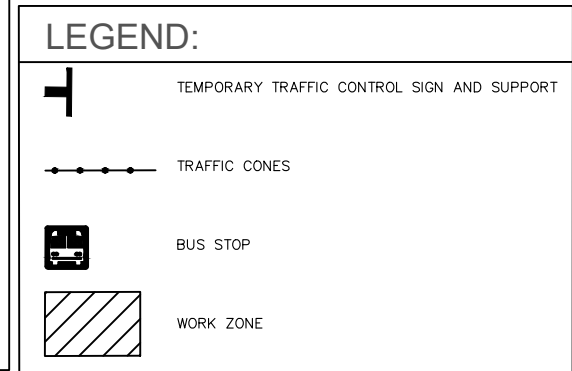 LEGEND:
TEMPORARY TRAFFIC CONTROL SIGN AND SUPPORT
TRAFFIC CONES
BUS STOP
WORK ZONE